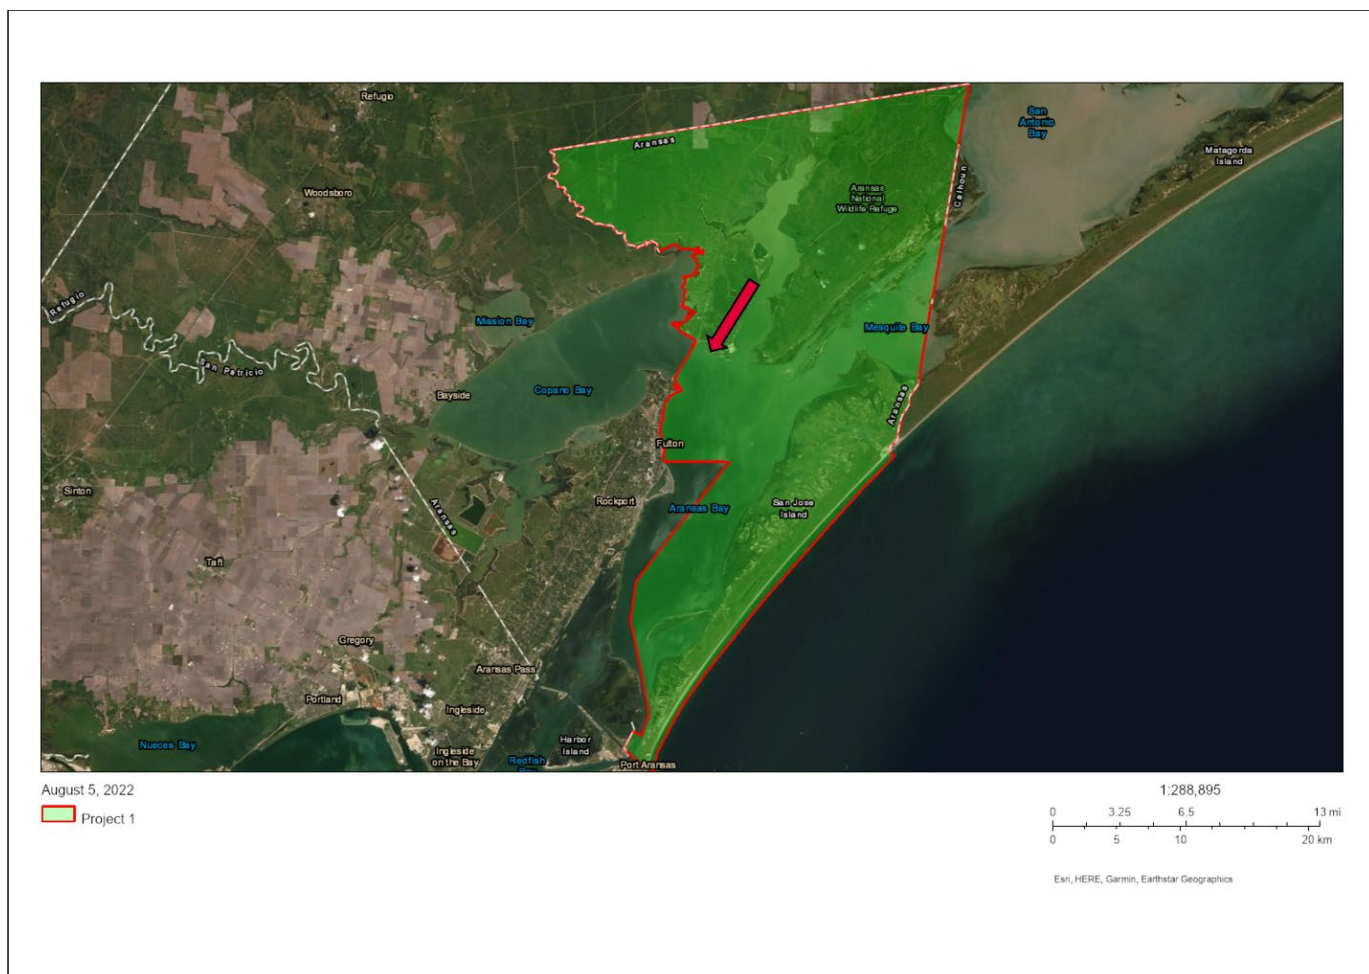 Refugio
San
Antonio
Bay
Matagorda
Island
Aransas
Calhoun
Woodsboro
Aransas
National
Wildlife Refuge
Refugio
Mission Bay
Mesquite Bay
San Patricio
Bayside
Copano Bay
Aransas
Fulton
Sinton
Rockport
Aransas Bay
San Jose
Island
Aransas
Taft
Gregory
Aransas Pass
Portland
Ingleside
Nueces Bay
Ingleside
on the Bay
Harbor
Island
Redfish
Port Aransas
August 5, 2022
Project 1
1:288,895
0 3.25 6.5 13 mi
0 5 10 20 km
Esri, HERE, Garmin, Earthstar Geographics